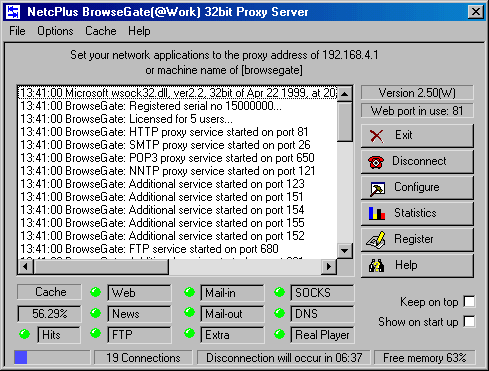 NetcPlus BrowseGate(@Work) 32bit Proxy Server
File Options Cache Help
Set your network applications to the proxy address of 192.168.4.1
or machine name of [browsegate]
13:41:00 Microsoft wsock32.dll, ver2.2, 32bit of Apr 22 1999, at 20
13:41:00 BrowseGate: Registered serial no 15000000...
13:41:00 BrowseGate: Licensed for 5 users...
13:41:00 BrowseGate: HTTP proxy service started on port 81
13:41:00 BrowseGate: SMTP proxy service started on port 26
13:41:00 BrowseGate: POP3 proxy service started on port 650
13:41:00 BrowseGate: NNTP proxy service started on port 121
13:41:00 BrowseGate: Additional service started on port 123
13:41:00 BrowseGate: Additional service started on port 151
13:41:00 BrowseGate: Additional service started on port 154
13:41:00 BrowseGate: Additional service started on port 155
13:41:00 BrowseGate: Additional service started on port 152
13:41:00 BrowseGate: FTP service started on port 680
13:41:00 BrowseGate: Additional service started on port
Version 2.50(W)
Web port in use: 81
Exit
Disconnect
Configure
Statistics
Register
Help
Cache Web Mail-in SOCKS
56.29% News Mail-out DNS
Hits FTP Extra Real Player
Keep on top
Show on start up
19 Connections Disconnection will occur in 06:37 Free memory 63%